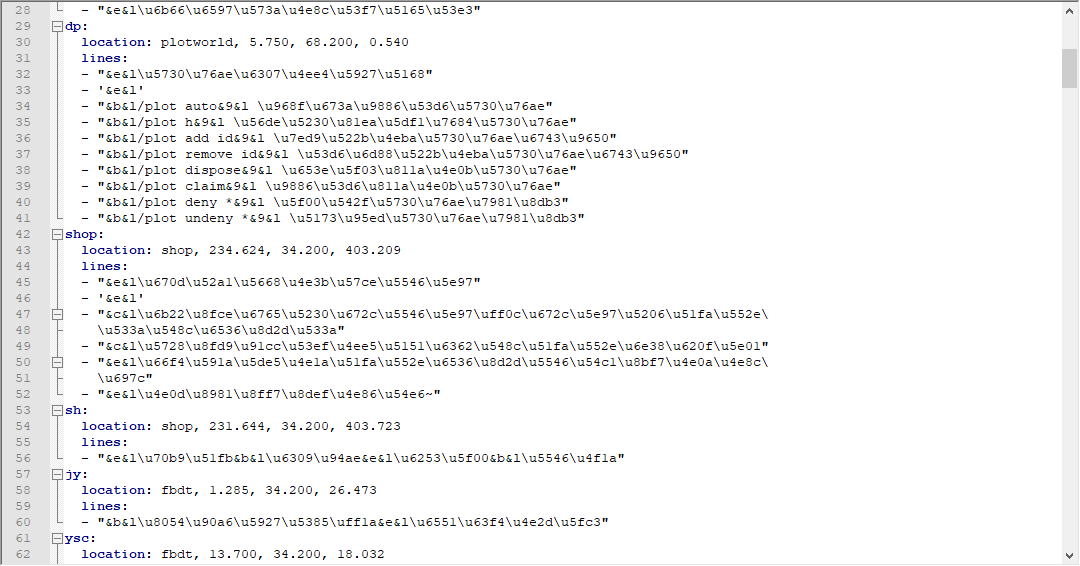 28 - "&e&l\u6b66\u6597\u573a\u4e8c\u53f7\u5165\u53e3"
29 dp:
30 location: plotworld, 5.750, 68.200, 0.540
31 lines:
32 - "&e&l\u5730\u76ae\u6307\u4ee4\u5927\u5168"
33 - '&e&l'
34 - "&b&l/plot auto&9&l \u968f\u673a\u9886\u53d6\u5730\u76ae"
35 - "&b&l/plot h&9&l \u56de\u5230\u81ea\u5df1\u7684\u5730\u76ae"
36 - "&b&l/plot add id&9&l \u7ed9\u522b\u4eba\u5730\u76ae\u6743\u9650"
37 - "&b&l/plot remove id&9&l \u53d6\u6d88\u522b\u4eba\u5730\u76ae\u6743\u9650"
38 - "&b&l/plot dispose&9&l \u653e\u5f03\u811a\u4e0b\u5730\u76ae"
39 - "&b&l/plot claim&9&l \u9886\u53d6\u811a\u4e0b\u5730\u76ae"
40 - "&b&l/plot deny *&9&l \u5f00\u542f\u5730\u76ae\u7981\u8db3"
41 - "&b&l/plot undeny *&9&l \u5173\u95ed\u5730\u76ae\u7981\u8db3"
42 shop:
43 location: shop, 234.624, 34.200, 403.209
44 lines:
45 - "&e&l\u670d\u52a1\u5668\u4e3b\u57ce\u5546\u5e97"
46 - '&e&l'
47 - "&c&l\u6b22\u8fce\u6765\u5230\u672c\u5546\u5e97\uff0c\u672c\u5e97\u5206\u51fa\u552e\
48 \u533a\u548c\u6536\u8d2d\u533a"
49 - "&c&l\u5728\u8fd9\u91cc\u53ef\u4ee5\u5151\u6362\u548c\u51fa\u552e\u6e38\u620f\u5e01"
50 - "&e&l\u66f4\u591a\u5de5\u4e1a\u51fa\u552e\u6536\u8d2d\u5546\u54c1\u8bf7\u4e0a\u4e8c\
51 \u697c"
52 - "&e&l\u4e0d\u8981\u8ff7\u8def\u4e86\u54e6~"
53 sh:
54 location: shop, 231.644, 34.200, 403.723
55 lines:
56 - "&e&l\u70b9\u51fb&b&l\u6309\u94ae&e&l\u6253\u5f00&b&l\u5546\u4f1a"
57 jy:
58 location: fbdt, 1.285, 34.200, 26.473
59 lines:
60 - "&b&l\u8054\u90a6\u5927\u5385\uff1a&e&l\u6551\u63f4\u4e2d\u5fc3"
61 ysc:
62 location: fbdt, 13.700, 34.200, 18.032